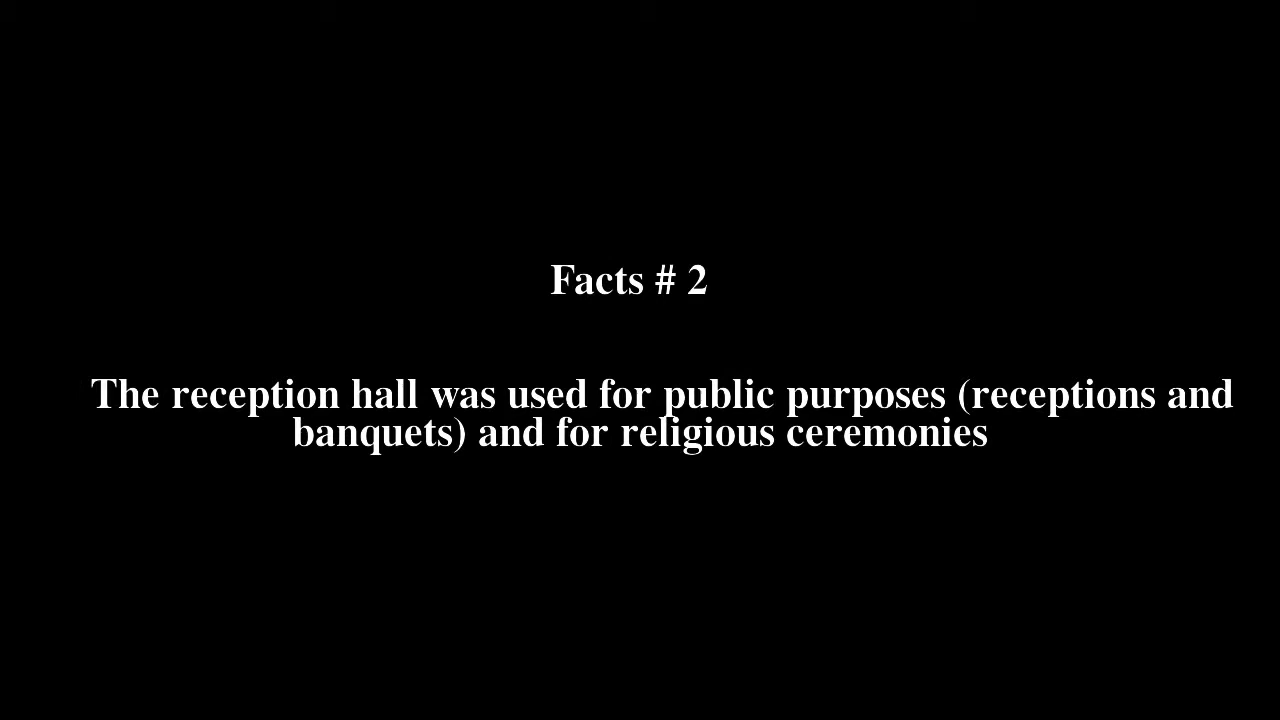 Facts # 2
The reception hall was used for public purposes (receptions and
banquets) and for religious ceremonies